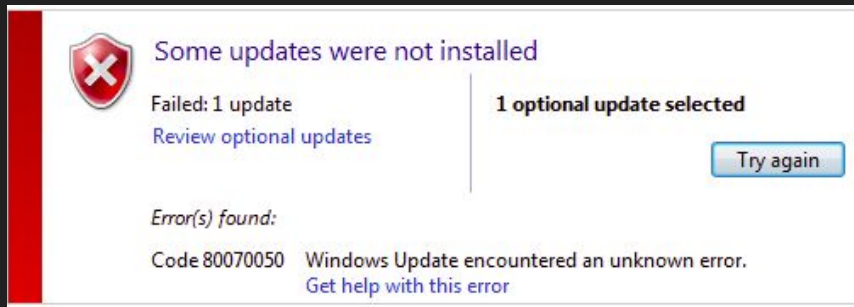 Some updates were not installed
Failed: 1 update
Review optional updates
1 optional update selected
Try again
Error(s) found:
Code 80070050 Windows Update encountered an unknown error.
Get help with this error